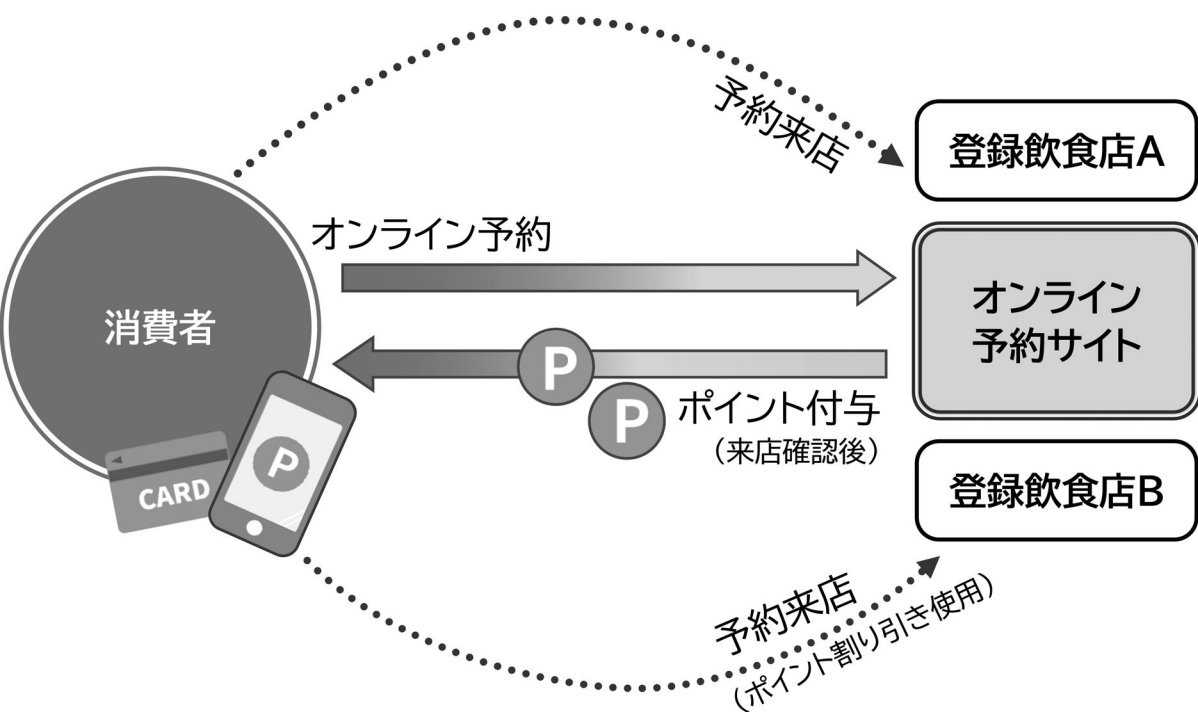 予約来店
登録飲食店A
オンライン予約
消費者
オンライン
予約サイト
P
P
ポイント付与
(来店確認後)
P
CARD
登録飲食店B
予約来店
(ポイント割り引き使用)